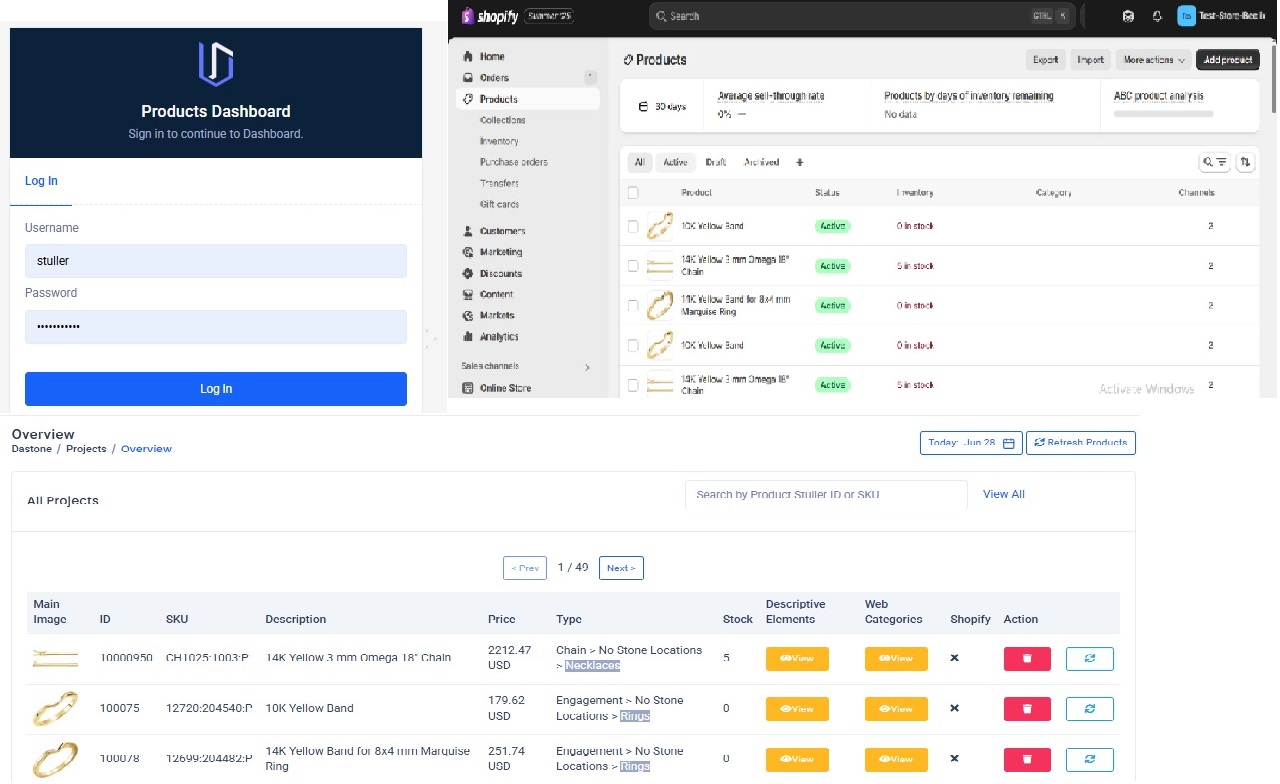 Products Dashboard
Sign in to continue to Dashboard.
Log In
Username
stuller
Password
•••••••••••
Log In
shopify Summer '25
Search CTRL K
Home
Orders 1
Products
Collections
Inventory
Purchase orders
Transfers
Gift cards
Customers
Marketing
Discounts
Content
Markets
Analytics
Sales channels
Online Store
Products Export Import More actions Add product
Average sell-through rate Products by days of inventory remaining ABC product analysis
30 days
0% — No data
All Active Draft Archived +
Product Status Inventory Category Channels
10K Yellow Band Active 0 in stock 2
14K Yellow 3 mm Omega 18"
Chain Active 5 in stock 2
14K Yellow Band for 8x4 mm
Marquise Ring Active 0 in stock 2
10K Yellow Band Active 0 in stock 2
14K Yellow 3 mm Omega 18"
Chain Active 5 in stock 2
Activate Windows
Overview
Dastone / Projects / Overview
Today: Jun 28 Refresh Products
All Projects Search by Product Stuller ID or SKU View All
< Prev 1 / 49 Next >
Main
Image ID SKU Description Price Type Stock Descriptive
Elements Web
Categories Shopify Action
10000950 CH1025:1003:P 14K Yellow 3 mm Omega 18" Chain 2212.47
USD Chain > No Stone Locations
> Necklaces 5 View View ×
100075 12720:204540:P 10K Yellow Band 179.62
USD Engagement > No Stone
Locations > Rings 0 View View ×
100078 12699:204482:P 14K Yellow Band for 8x4 mm Marquise
Ring 251.74
USD Engagement > No Stone
Locations > Rings 0 View View ×